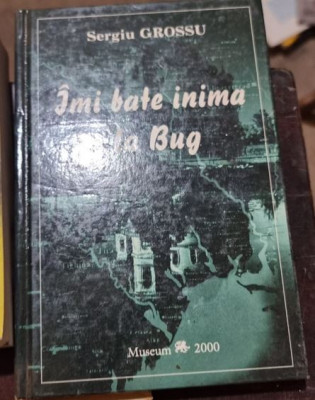 Sergiu GROSSU
Îmi bate inima
la Bug
Museum 2000